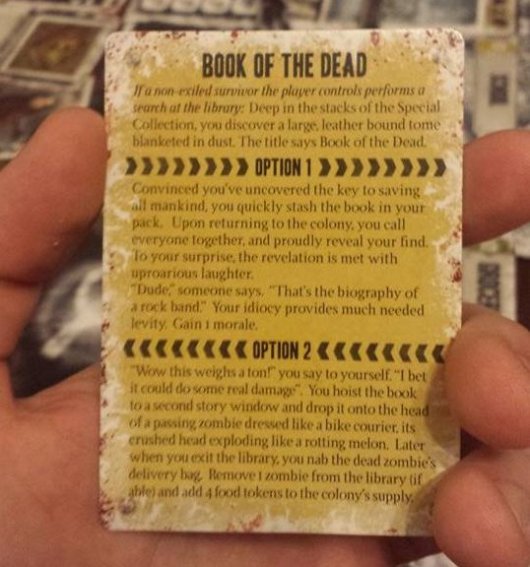 BOOK OF THE DEAD
If a non-exiled survivor the player controls performs a
search at the library: Deep in the stacks of the Special
Collection, you discover a large, leather bound tome
blanketed in dust. The title says Book of the Dead.
OPTION 1
Convinced you've uncovered the key to saving
all mankind, you quickly stash the book in your
pack. Upon returning to the colony, you call
everyone together, and proudly reveal your find.
To your surprise, the revelation is met with
uproarious laughter.
"Dude," someone says. "That's the biography of
a rock band." Your idiocy provides much needed
levity. Gain 1 morale.
OPTION 2
"Wow this weighs a ton!" you say to yourself. "I bet
it could do some real damage". You hoist the book
to a second story window and drop it onto the head
of a passing zombie dressed like a bike courier, its
crushed head exploding like a rotting melon. Later
when you exit the library, you nab the dead zombie's
delivery bag. Remove 1 zombie from the library (if
able) and add 4 food tokens to the colony's supply.